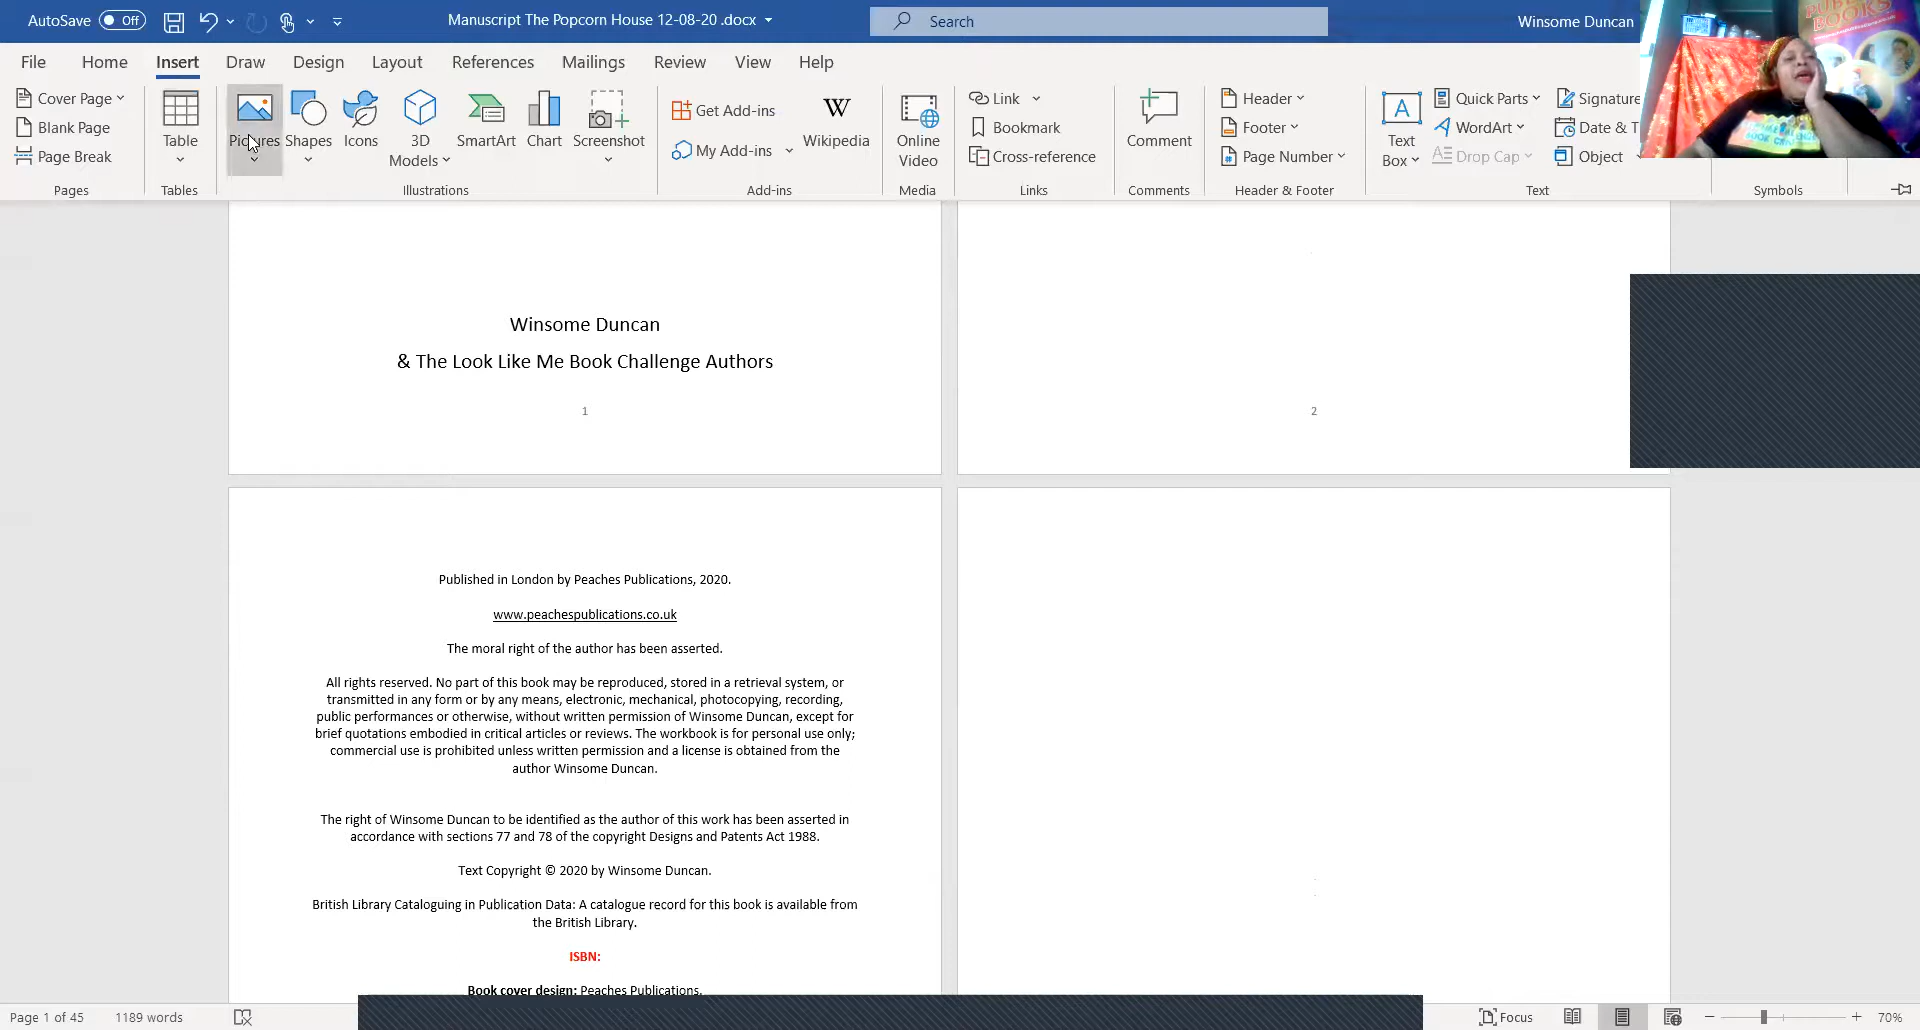 AutoSave Off
Manuscript The Popcorn House 12-08-20 .docx
Search
Winsome Duncan
File Home Insert Draw Design Layout References Mailings Review View Help
Cover Page
Blank Page
Page Break
Pages
Table
Tables
Pictures
Shapes
Icons
3D
Models
SmartArt
Chart
Screenshot
Illustrations
Get Add-ins
My Add-ins
Wikipedia
Add-ins
Online
Video
Media
Link
Bookmark
Cross-reference
Links
Comment
Comments
Header
Footer
Page Number
Header & Footer
Text
Box
Quick Parts
WordArt
Drop Cap
Signature
Date & T
Object
Text
Symbols
BOOKS
Winsome Duncan
& The Look Like Me Book Challenge Authors
1
2
Published in London by Peaches Publications, 2020.
www.peachespublications.co.uk
The moral right of the author has been asserted.
All rights reserved. No part of this book may be reproduced, stored in a retrieval system, or
transmitted in any form or by any means, electronic, mechanical, photocopying, recording,
public performances or otherwise, without written permission of Winsome Duncan, except for
brief quotations embodied in critical articles or reviews. The workbook is for personal use only;
commercial use is prohibited unless written permission and a license is obtained from the
author Winsome Duncan.
The right of Winsome Duncan to be identified as the author of this work has been asserted in
accordance with sections 77 and 78 of the copyright Designs and Patents Act 1988.
Text Copyright © 2020 by Winsome Duncan.
British Library Cataloguing in Publication Data: A catalogue record for this book is available from
the British Library.
ISBN:
Book cover design: Peaches Publications.
Page 1 of 45
1189 words
Focus
70%